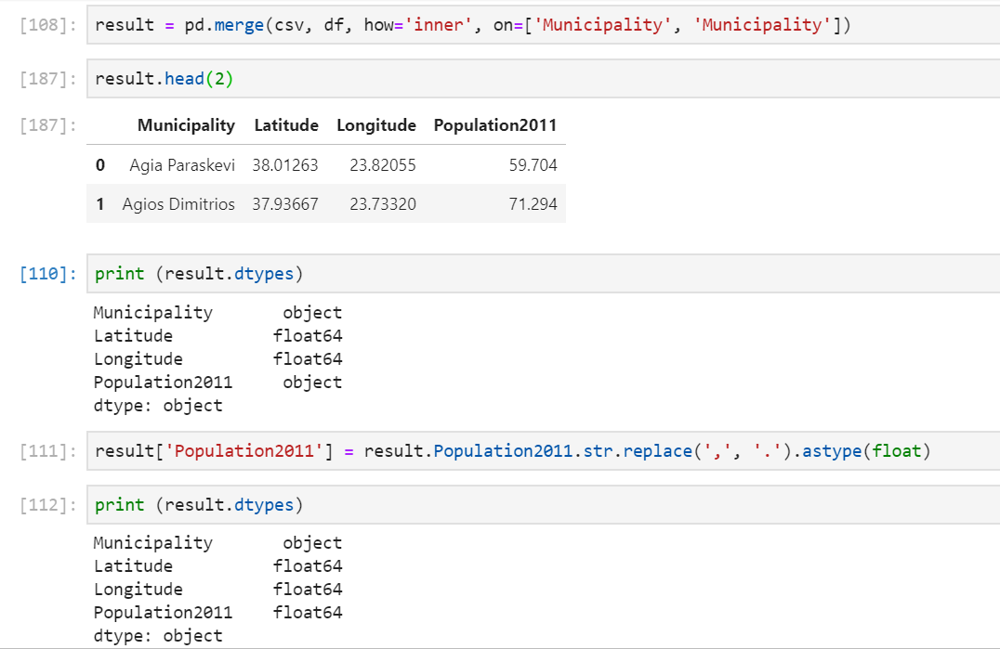 [108]: result = pd.merge(csv, df, how='inner', on=['Municipality', 'Municipality'])
[187]: result.head(2)
[187]: Municipality Latitude Longitude Population2011
0 Agia Paraskevi 38.01263 23.82055 59.704
1 Agios Dimitrios 37.93667 23.73320 71.294
[110]: print (result.dtypes)
Municipality object
Latitude float64
Longitude float64
Population2011 object
dtype: object
[111]: result['Population2011'] = result.Population2011.str.replace(',', '.').astype(float)
[112]: print (result.dtypes)
Municipality object
Latitude float64
Longitude float64
Population2011 float64
dtype: object